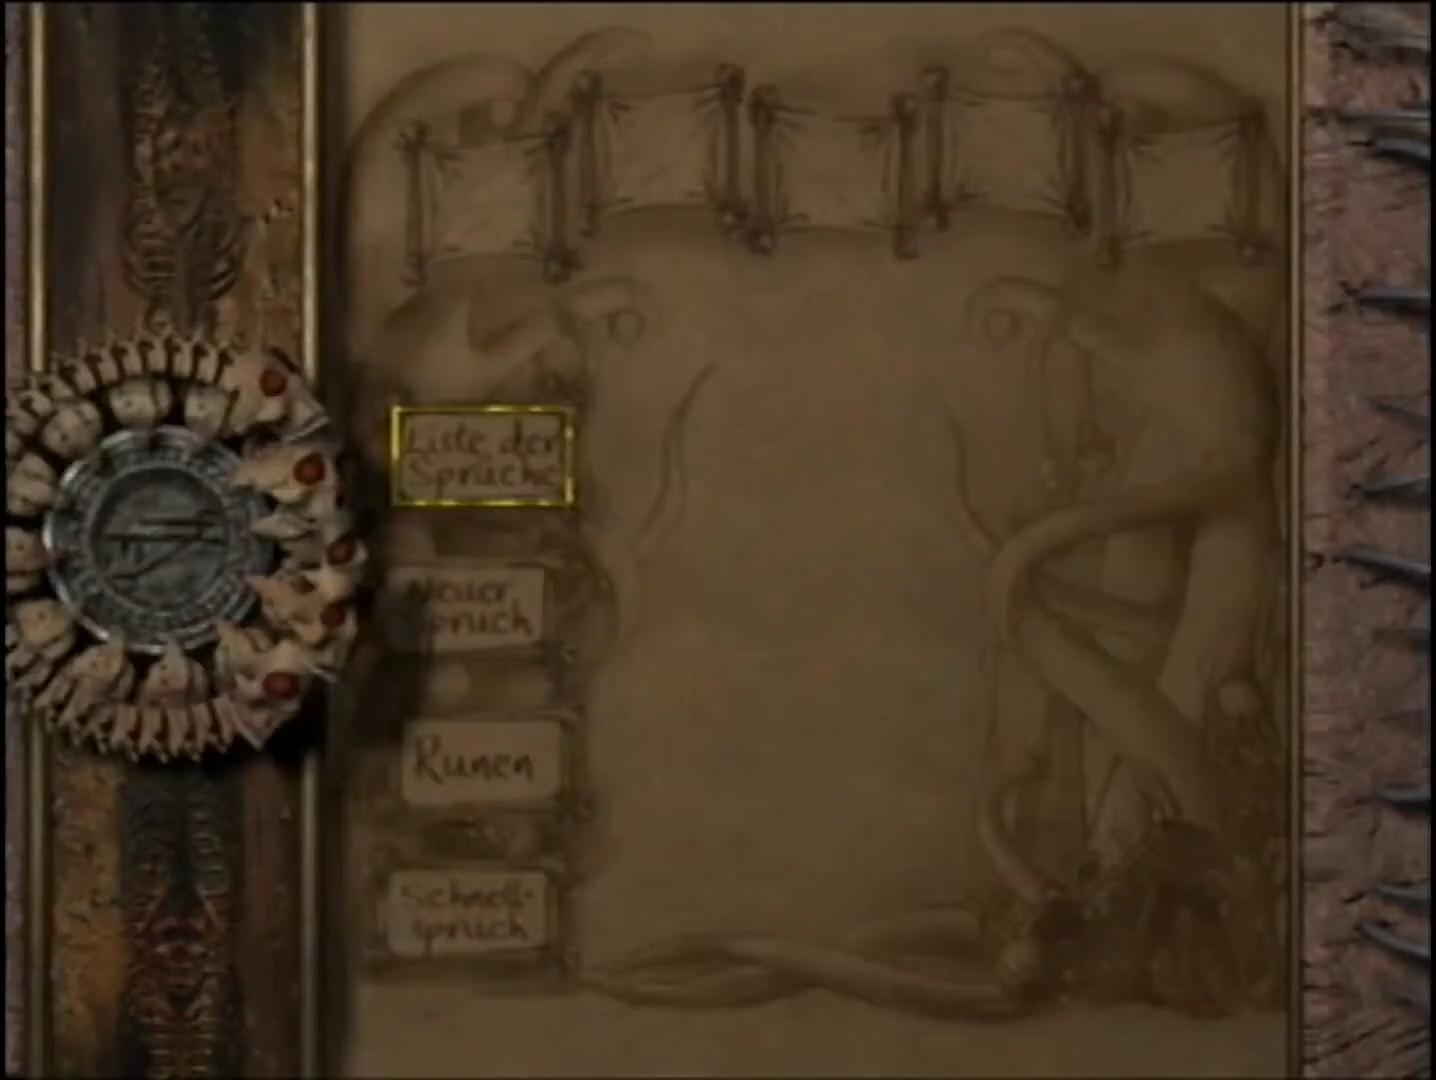 Liste der
Sprüche
Neuer
Spruch
Runen
Schnell-
spruch